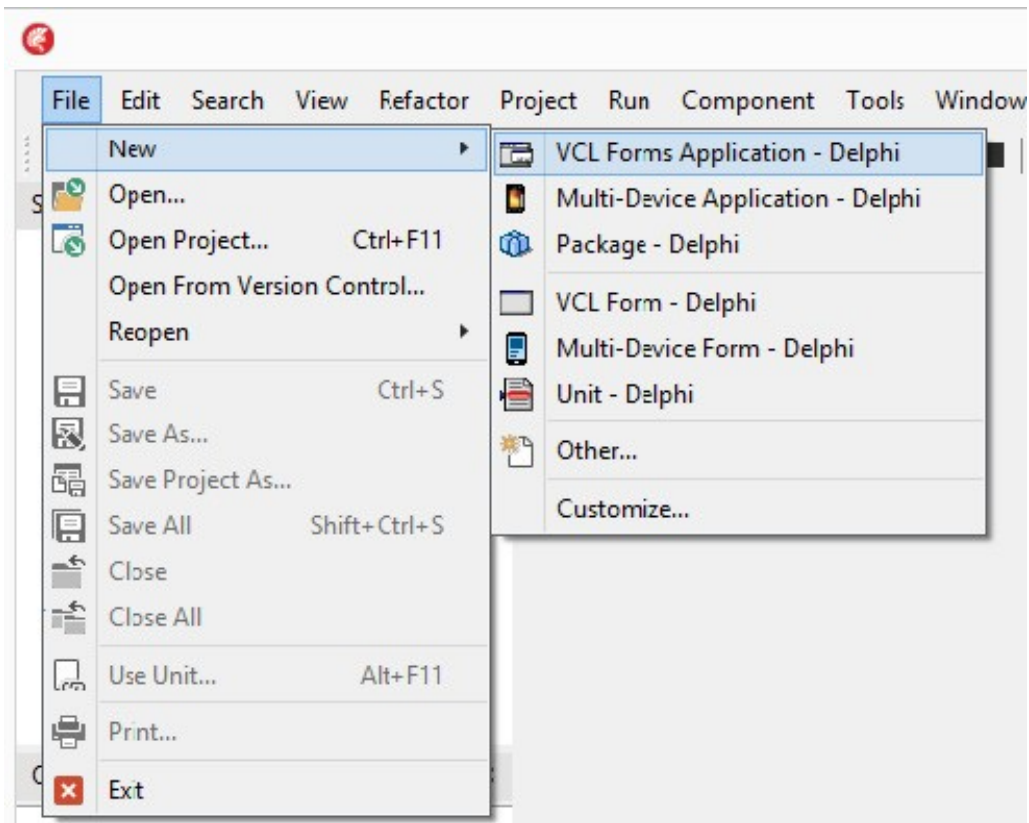 File Edit Search View Refactor Project Run Component Tools Window
New
Open...
Open Project... Ctrl+F11
Open From Version Control...
Reopen
Save Ctrl+S
Save As...
Save Project As...
Save All Shift+Ctrl+S
Close
Close All
Use Unit... Alt+F11
Print...
Exit
VCL Forms Application - Delphi
Multi-Device Application - Delphi
Package - Delphi
VCL Form - Delphi
Multi-Device Form - Delphi
Unit - Delphi
Other...
Customize...